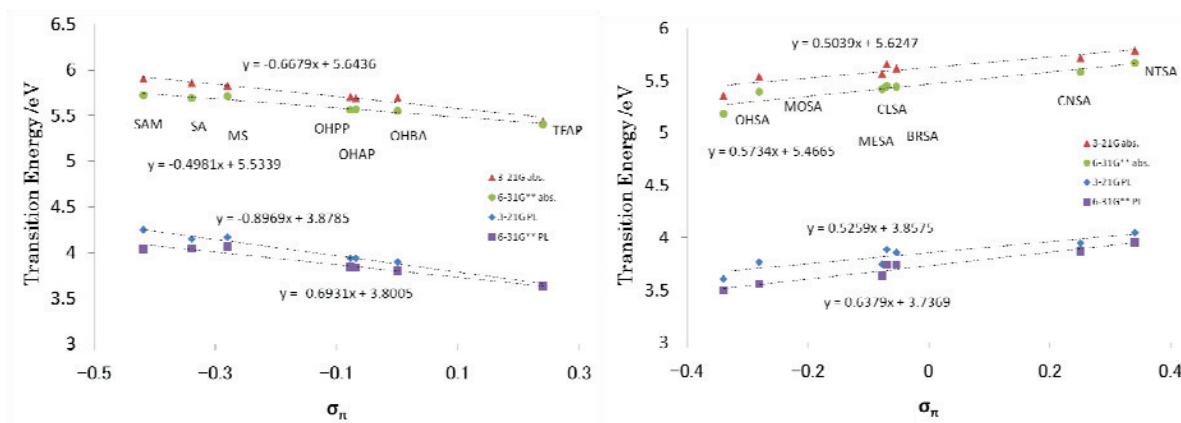 6.5
y = -0.6679x + 5.6436
6
5.5
SAM
SA
MS
OHPP
OHAP
OHBA
TFAP
5
y = -0.4981x + 5.5339
3-21G abs.
6-31G** abs.
3-21G PL
6-31G** PL
4.5
y = -0.8969x + 3.8785
4
3.5
y = 0.6931x + 3.8005
3
−0.5
−0.3
−0.1
0.1
0.3
Transition Energy /eV
σπ
6
y = 0.5039x + 5.6247
5.5
NTSA
OHSA
MOSA
CLSA
CNSA
MESA
BRSA
5
y = 0.5734x + 5.4665
3-21G abs.
6-31G** abs.
3-21G PL
6-31G** PL
4.5
y = 0.5259x + 3.8575
4
3.5
y = 0.6379x + 3.7369
3
−0.4
−0.2
0
0.2
0.4
Transition Energy /eV
σπ